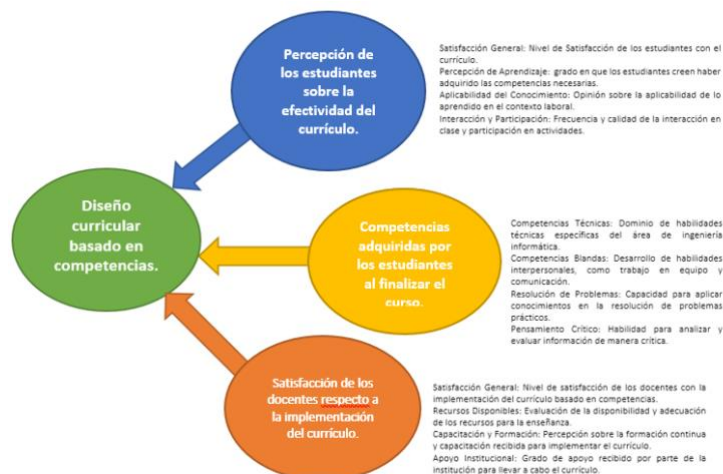 Percepción de
los estudiantes
sobre la
efectividad del
currículo.
Satisfacción General: Nivel de Satisfacción de los estudiantes con el
currículo.
Percepción de Aprendizaje: grado en que los estudiantes creen haber
adquirido las competencias necesarias.
Aplicabilidad del Conocimiento: Opinión sobre la aplicabilidad de lo
aprendido en el contexto laboral.
Interacción y Participación: Frecuencia y calidad de la interacción en
clase y participación en actividades.
Diseño
curricular
basado en
competencias.
Competencias
adquiridas por
los estudiantes
al finalizar el
curso.
Competencias Técnicas: Dominio de habilidades
técnicas específicas del área de ingeniería
informática.
Competencias Blandas: Desarrollo de habilidades
interpersonales, como trabajo en equipo y
comunicación.
Resolución de Problemas: Capacidad para aplicar
conocimientos en la resolución de problemas
prácticos.
Pensamiento Crítico: Habilidad para analizar y
evaluar información de manera crítica.
Satisfacción de los
docentes respecto a
la implementación
del currículo.
Satisfacción General: Nivel de satisfacción de los docentes con la
implementación del currículo basado en competencias.
Recursos Disponibles: Evaluación de la disponibilidad y adecuación
de los recursos para la enseñanza.
Capacitación y Formación: Percepción sobre la formación continua
y capacitación recibida para implementar el currículo.
Apoyo Institucional: Grado de apoyo recibido por parte de la
institución para llevar a cabo el currículo.